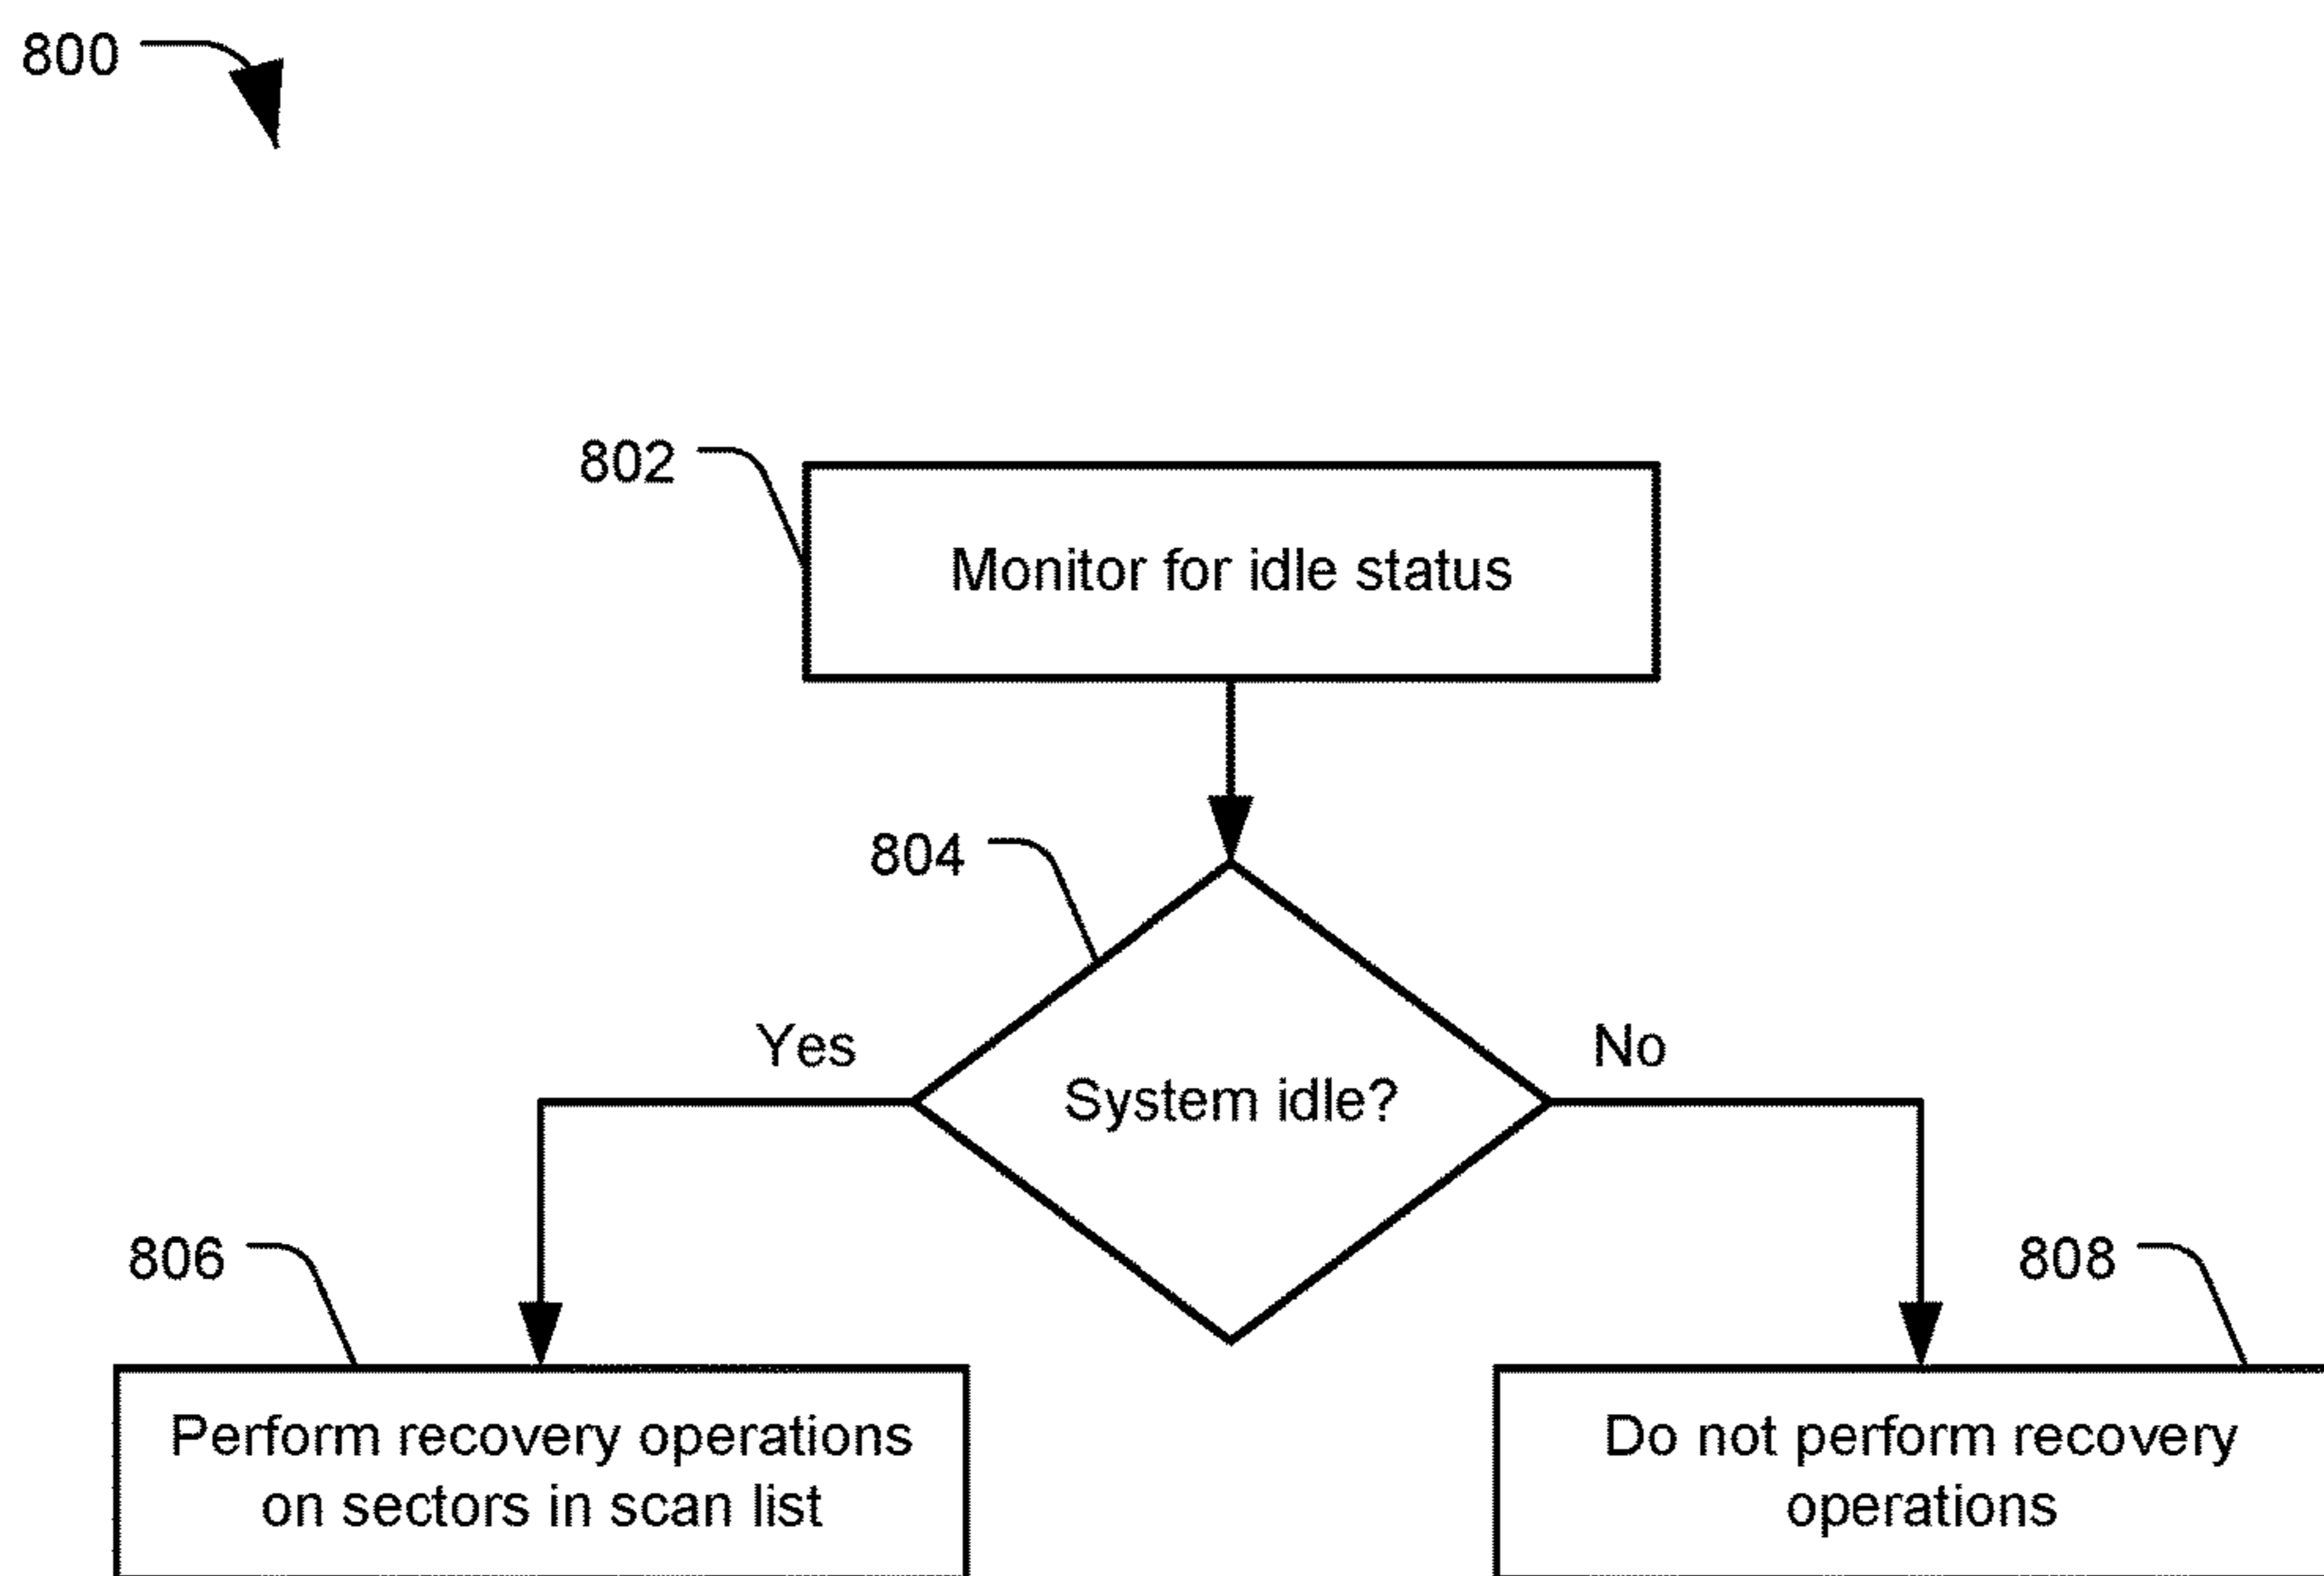 800
802
Monitor for idle status
804
Yes
No
System idle?
806
808
Perform recovery operations
on sectors in scan list
Do not perform recovery
operations